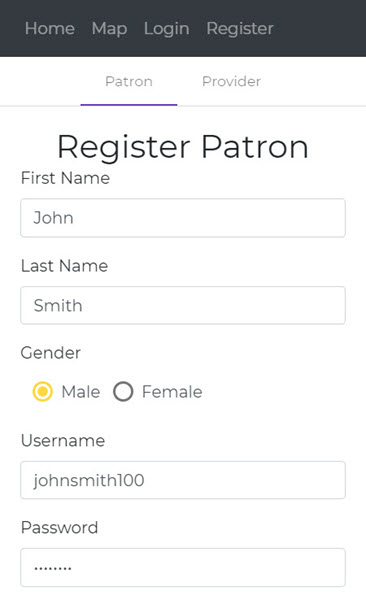 Home Map Login Register
Patron Provider
Register Patron
First Name
John
Last Name
Smith
Gender
Male Female
Username
johnsmith100
Password
········